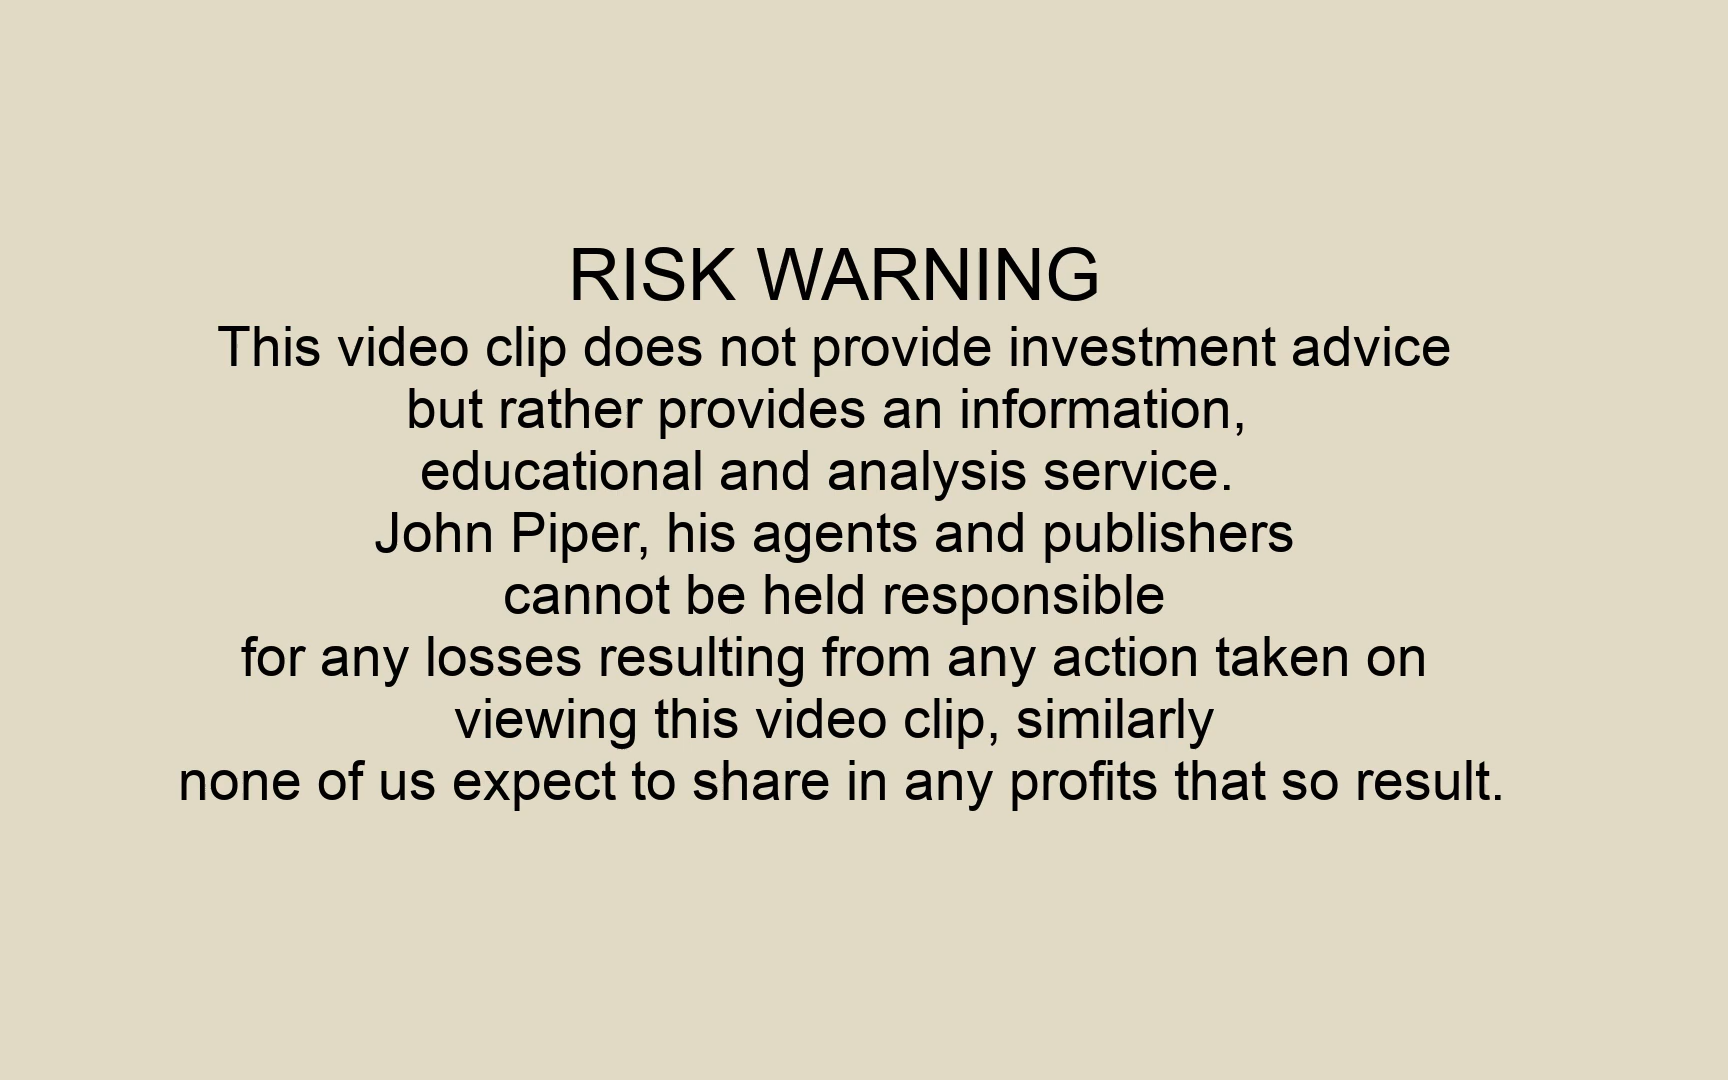 RISK WARNING
This video clip does not provide investment advice
but rather provides an information,
educational and analysis service.
John Piper, his agents and publishers
cannot be held responsible
for any losses resulting from any action taken on
viewing this video clip, similarly
none of us expect to share in any profits that so result.